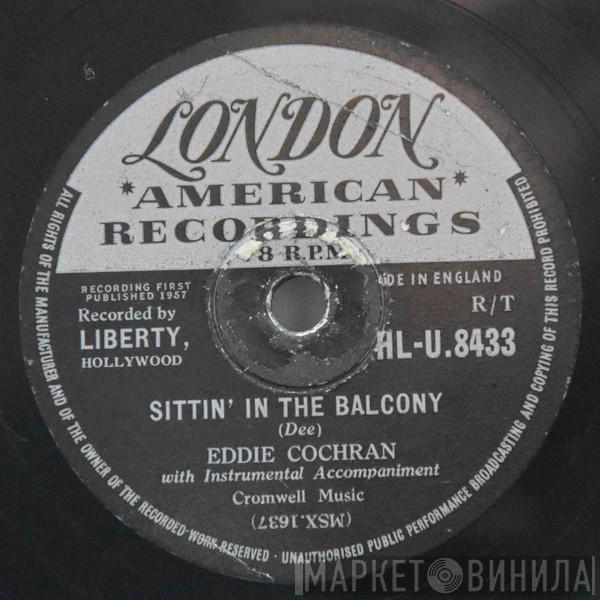 LONDON
*AMERICAN*
RECORDINGS
8 R.P.M
RECORDING FIRST
PUBLISHED 1957
Recorded by
LIBERTY,
HOLLYWOOD
DE IN ENGLAND
R/T
HL-U.8433
SITTIN' IN THE BALCONY
(Dee)
EDDIE COCHRAN
with Instrumental Accompaniment
Cromwell Music
(MSX.1637)
ALL RIGHTS OF THE MANUFACTURER AND OF THE OWNER OF THE RECORDED WORK RESERVED · UNAUTHORISED PUBLIC PERFORMANCE BROADCASTING AND COPYING OF THIS RECORD PROHIBITED
МАРКЕТ ВИНИЛА